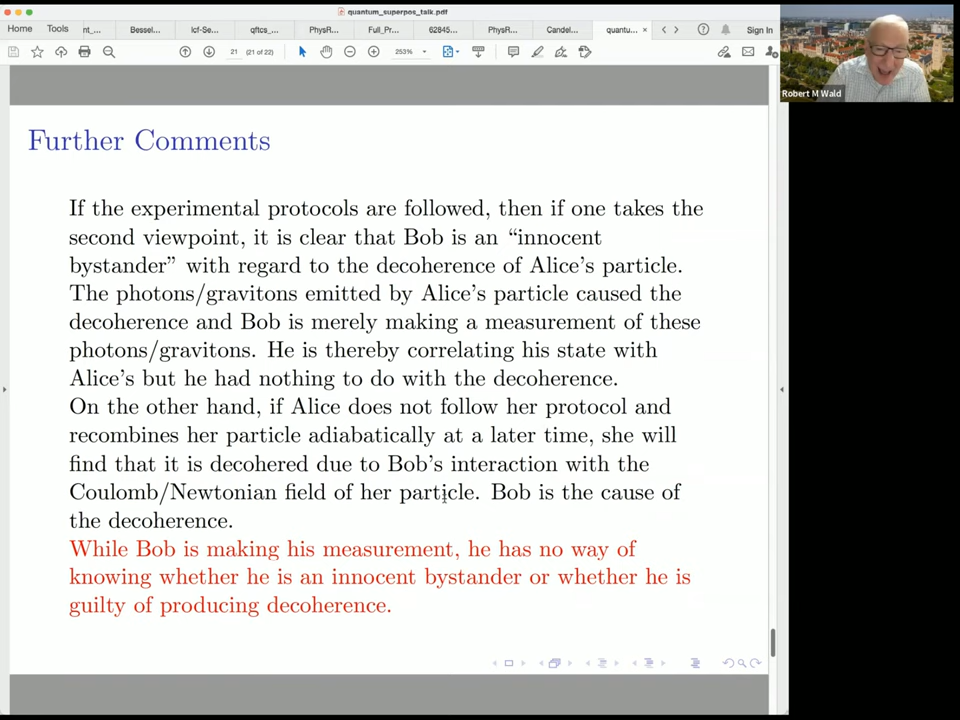 quantum_superpos_talk.pdf
Home Tools nt_... Bessel... lcf-Se... qftcs_... PhysR... Full_Pr... 62845... PhysR... Candel... quantu... × Sign In
21 (21 of 22) 253%
Robert M Wald
Further Comments
If the experimental protocols are followed, then if one takes the
second viewpoint, it is clear that Bob is an “innocent
bystander” with regard to the decoherence of Alice’s particle.
The photons/gravitons emitted by Alice’s particle caused the
decoherence and Bob is merely making a measurement of these
photons/gravitons. He is thereby correlating his state with
Alice’s but he had nothing to do with the decoherence.
On the other hand, if Alice does not follow her protocol and
recombines her particle adiabatically at a later time, she will
find that it is decohered due to Bob’s interaction with the
Coulomb/Newtonian field of her particle. Bob is the cause of
the decoherence.
While Bob is making his measurement, he has no way of
knowing whether he is an innocent bystander or whether he is
guilty of producing decoherence.